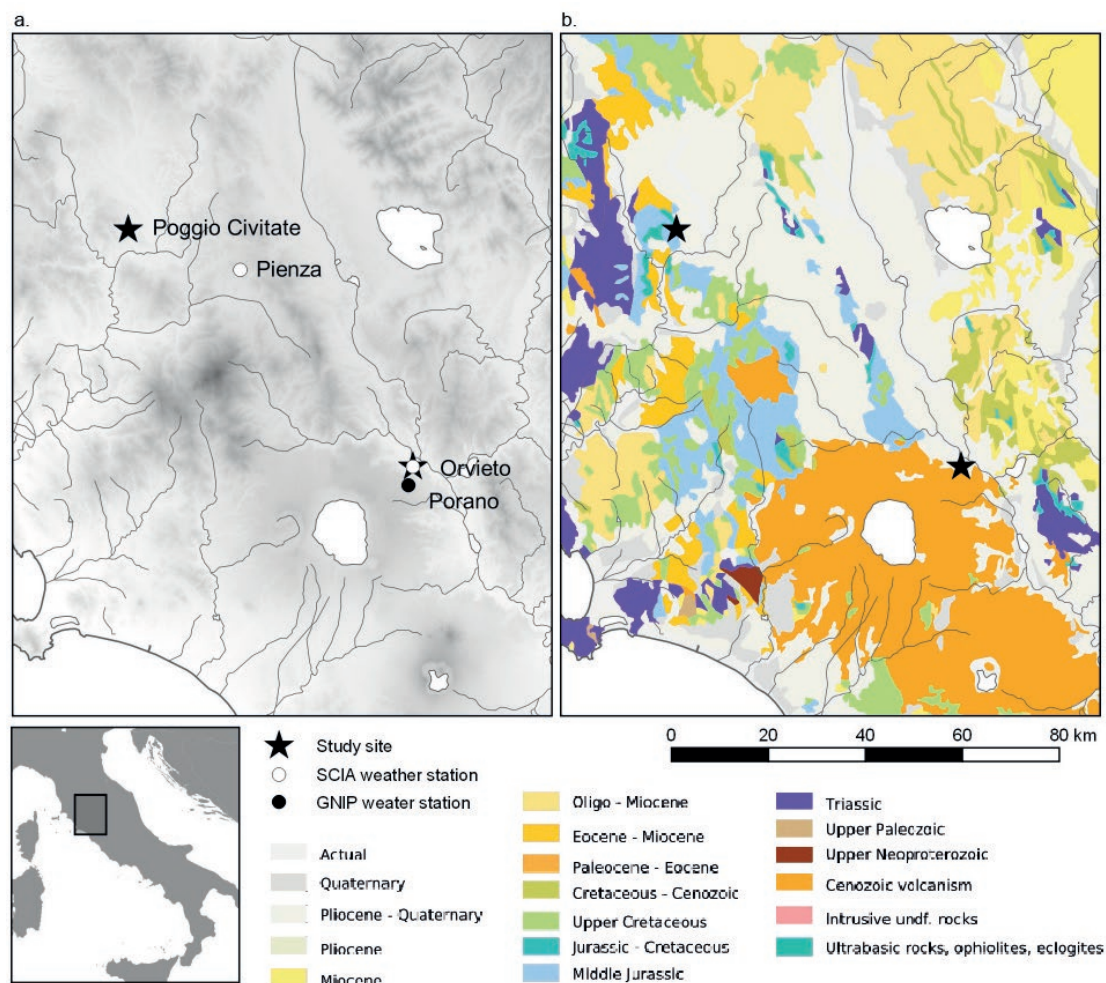 a.
b.
Poggio Civitate
Pienza
Orvieto
Porano
0 20 40 60 80 km
Study site
SCIA weather station
GNIP weater station
Actual
Quaternary
Pliocene - Quaternary
Pliocene
Miocene
Oligo - Miocene
Eocene - Miocene
Paleocene - Eocene
Cretaceous - Cenozoic
Upper Cretaceous
Jurassic - Cretaceous
Middle Jurassic
Triassic
Upper Paleozoic
Upper Neoproterozoic
Cenozoic volcanism
Intrusive undf. rocks
Ultrabasic rocks, ophiolites, eclogites